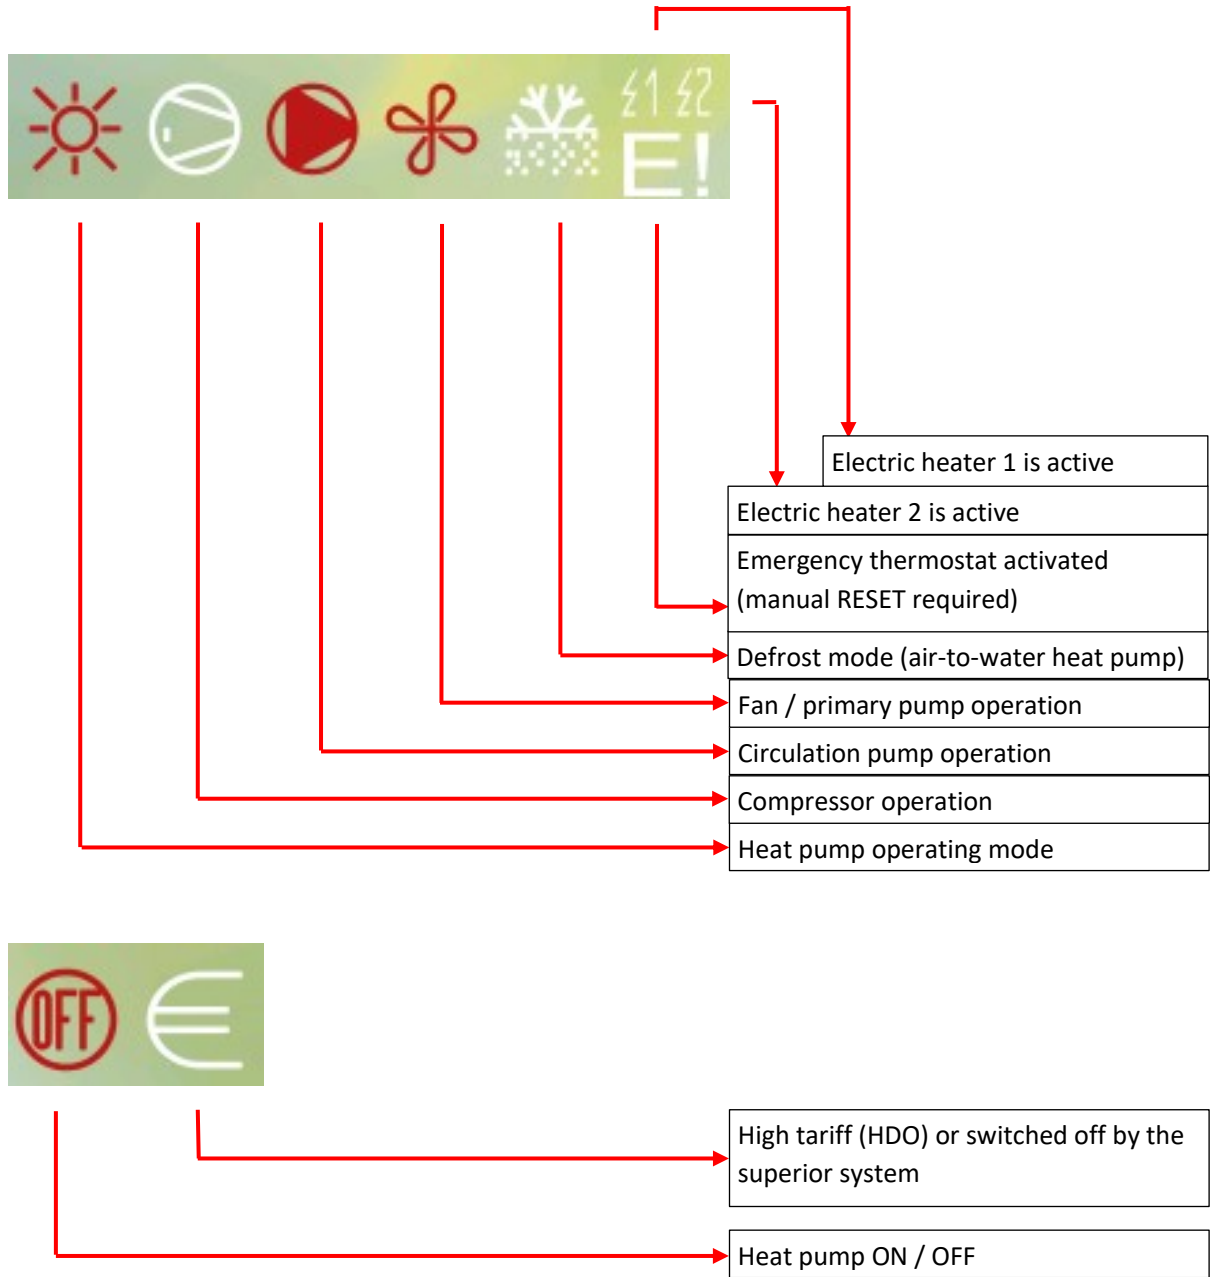 1 2
E!
Electric heater 1 is active
Electric heater 2 is active
Emergency thermostat activated
(manual RESET required)
Defrost mode (air-to-water heat pump)
Fan / primary pump operation
Circulation pump operation
Compressor operation
Heat pump operating mode
OFF
High tariff (HDO) or switched off by the
superior system
Heat pump ON / OFF